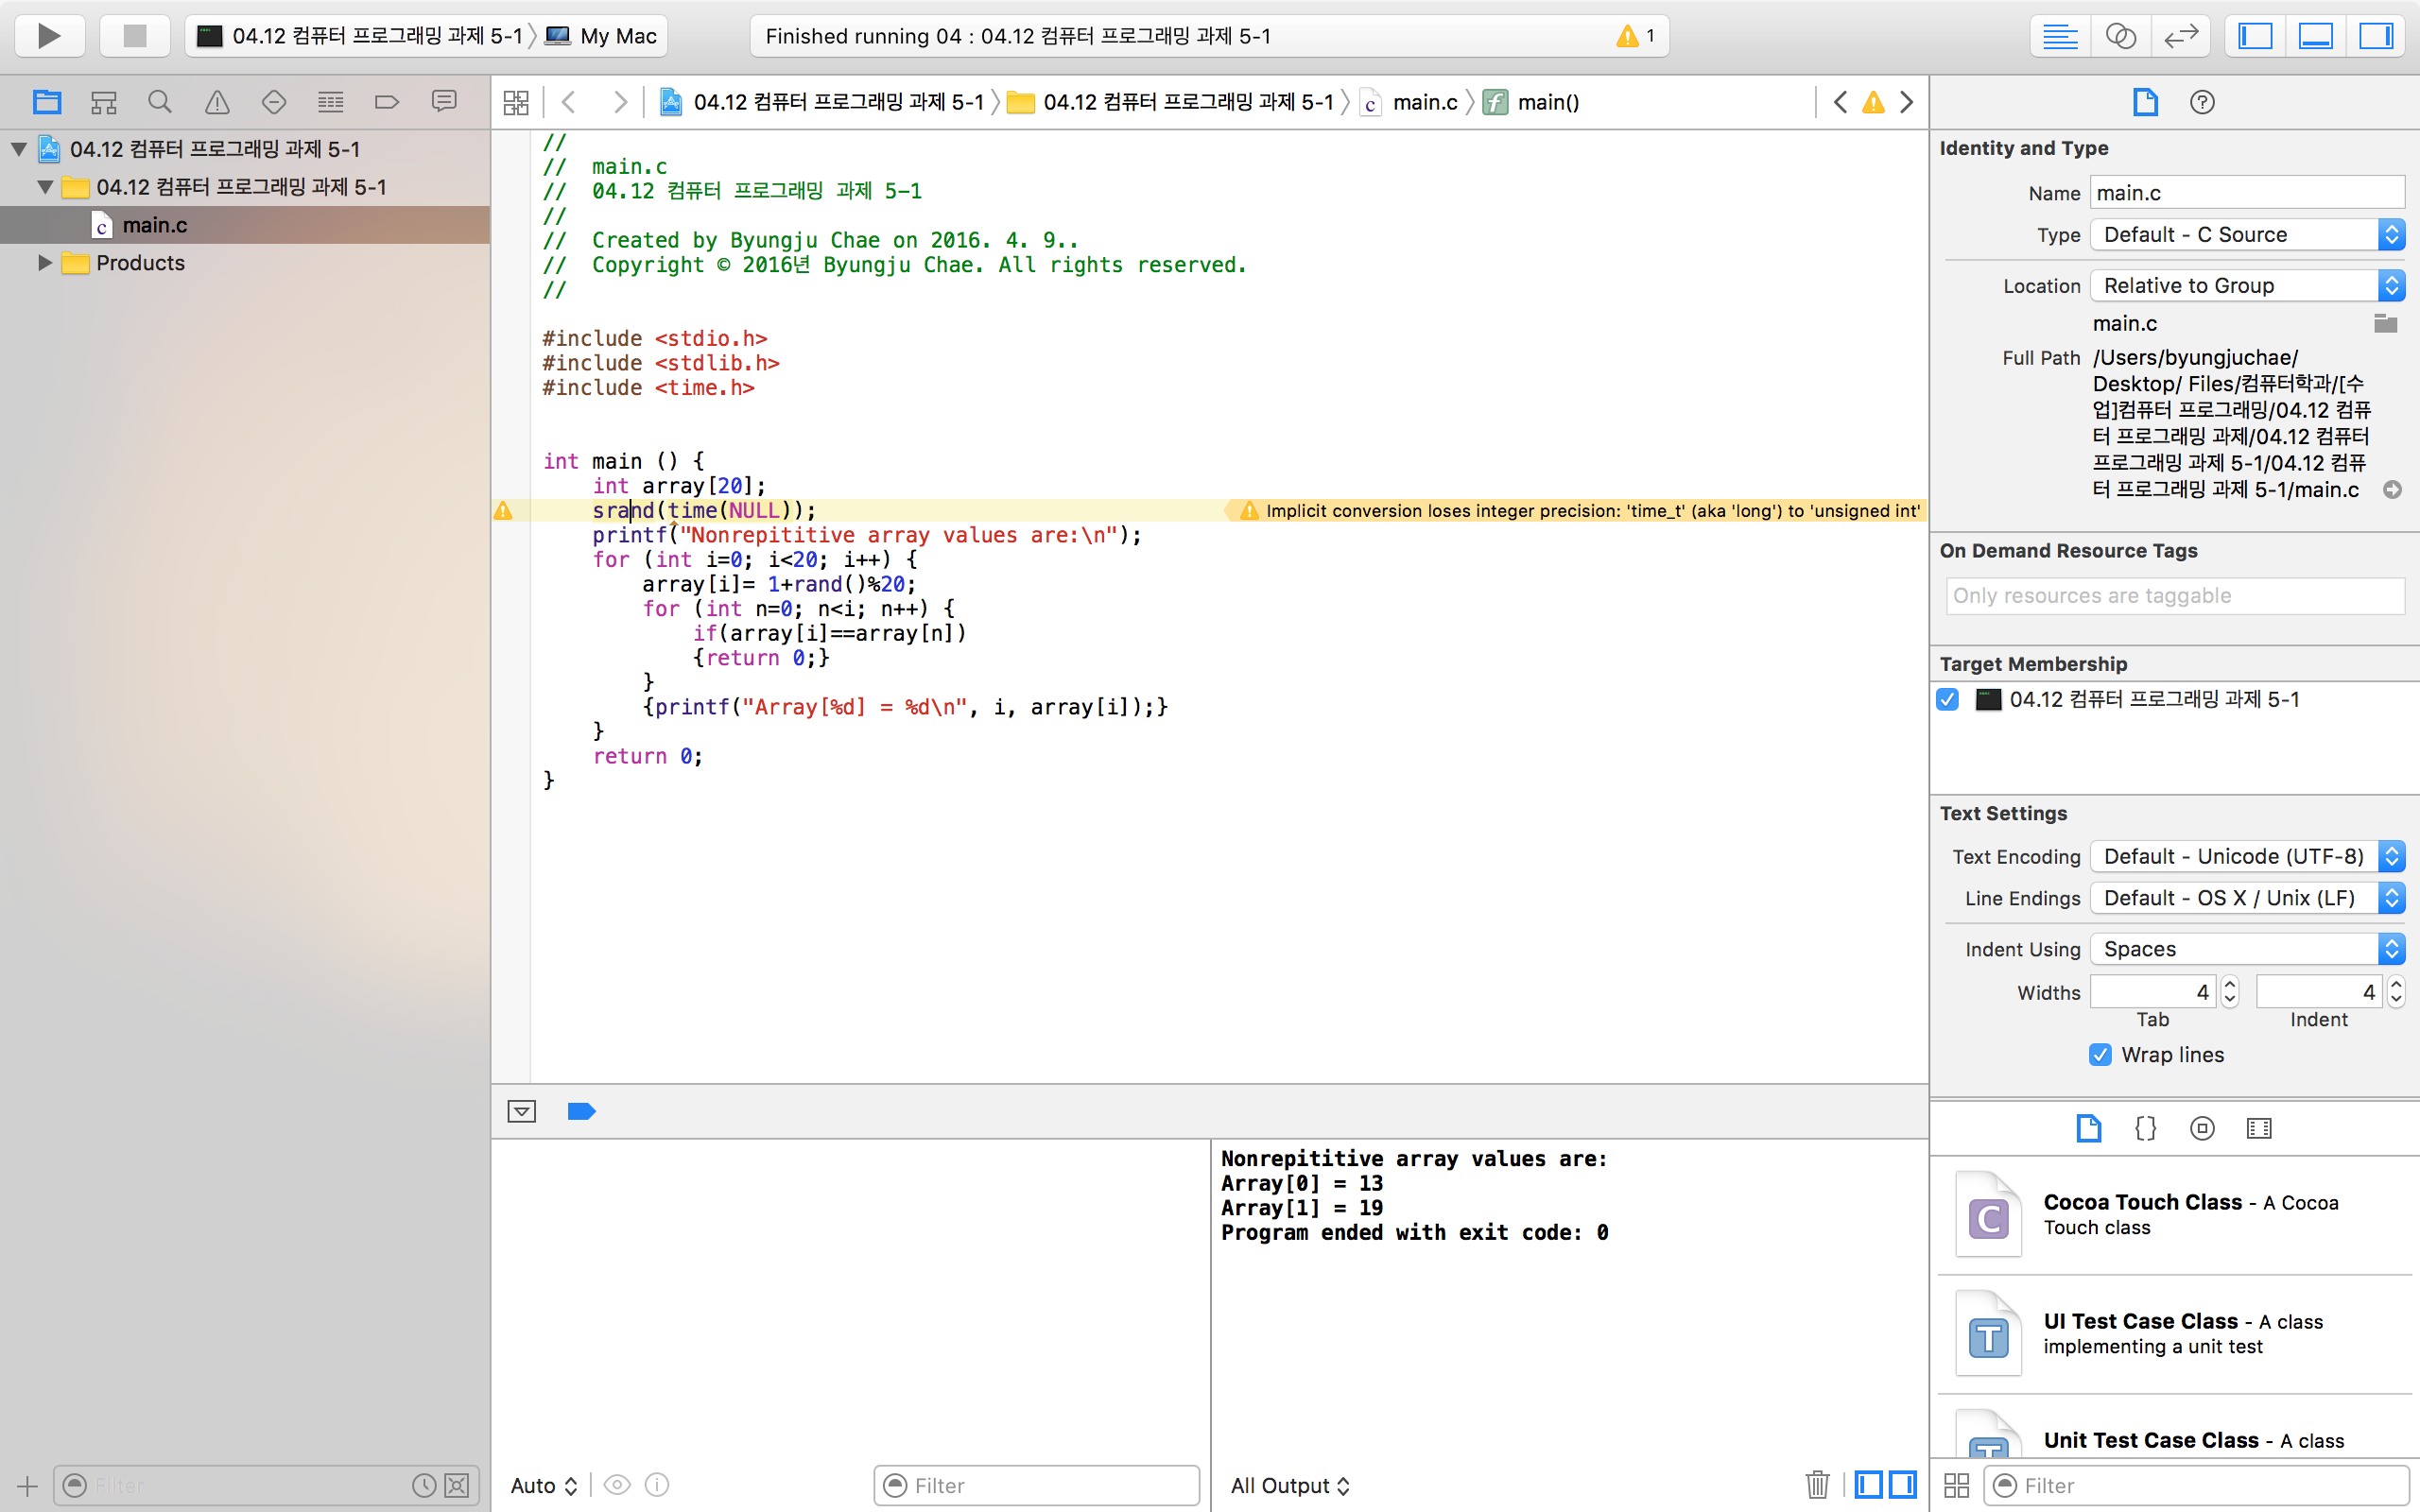 04.12 컴퓨터 프로그래밍 과제 5-1 My Mac
Finished running 04 : 04.12 컴퓨터 프로그래밍 과제 5-1
1
04.12 컴퓨터 프로그래밍 과제 5-1
04.12 컴퓨터 프로그래밍 과제 5-1
main.c
Products
Filter
04.12 컴퓨터 프로그래밍 과제 5-1 04.12 컴퓨터 프로그래밍 과제 5-1 main.c main()
//
//  main.c
//  04.12 컴퓨터 프로그래밍 과제 5-1
//
//  Created by Byungju Chae on 2016. 4. 9..
//  Copyright © 2016년 Byungju Chae. All rights reserved.
//
#include <stdio.h>
#include <stdlib.h>
#include <time.h>
int main () {
    int array[20];
    srand(time(NULL));
Implicit conversion loses integer precision: 'time_t' (aka 'long') to 'unsigned int'
    printf("Nonrepititive array values are:\n");
    for (int i=0; i<20; i++) {
        array[i]= 1+rand()%20;
        for (int n=0; n<i; n++) {
            if(array[i]==array[n])
            {return 0;}
        }
        {printf("Array[%d] = %d\n", i, array[i]);}
    }
    return 0;
}
Auto
Filter
Nonrepititive array values are:
Array[0] = 13
Array[1] = 19
Program ended with exit code: 0
All Output
Identity and Type
Name main.c
Type Default - C Source
Location Relative to Group
main.c
Full Path /Users/byungjuchae/
Desktop/ Files/컴퓨터학과/[수
업]컴퓨터 프로그래밍/04.12 컴퓨
터 프로그래밍 과제/04.12 컴퓨터
프로그래밍 과제 5-1/04.12 컴퓨
터 프로그래밍 과제 5-1/main.c
On Demand Resource Tags
Only resources are taggable
Target Membership
04.12 컴퓨터 프로그래밍 과제 5-1
Text Settings
Text Encoding Default - Unicode (UTF-8)
Line Endings Default - OS X / Unix (LF)
Indent Using Spaces
Widths 4 4
Tab Indent
Wrap lines
Cocoa Touch Class - A Cocoa
Touch class
UI Test Case Class - A class
implementing a unit test
Unit Test Case Class - A class
Filter